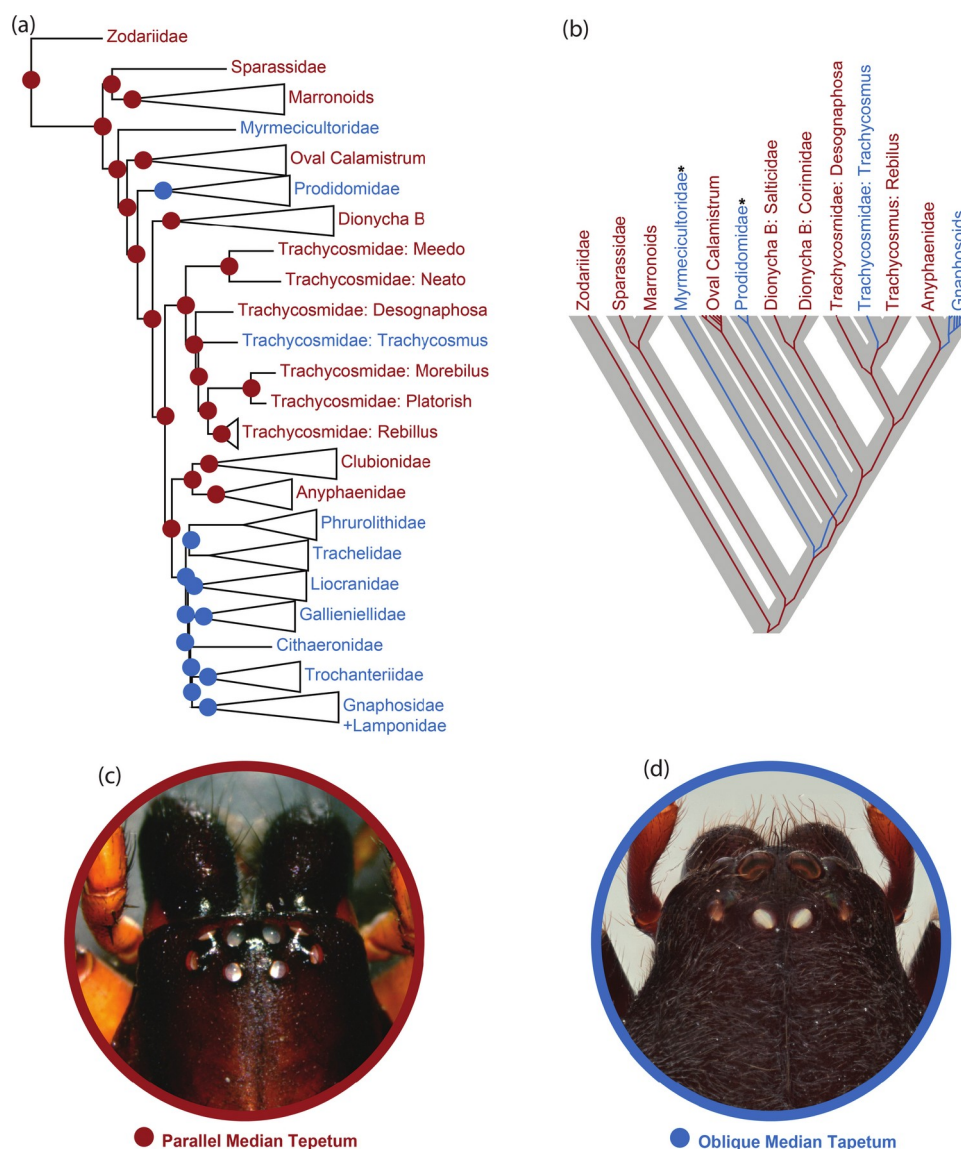 (a)
Zodariidae
Sparassidae
Marronoids
Myrmecicultoridae
Oval Calamistrum
Prodidomidae
Dionycha B
Trachycosmidae: Meedo
Trachycosmidae: Neato
Trachycosmidae: Desognaphosa
Trachycosmidae: Trachycosmus
Trachycosmidae: Morebilus
Trachycosmidae: Platorish
Trachycosmidae: Rebillus
Clubionidae
Anyphaenidae
Phrurolithidae
Trachelidae
Liocranidae
Gallieniellidae
Cithaeronidae
Trochanteriidae
Gnaphosidae
+Lamponidae
(b)
Zodariidae
Sparassidae
Marronoids
Myrmecicultoridae*
Oval Calamistrum
Prodidomidae*
Dionycha B: Salticidae
Dionycha B: Corinnidae
Trachycosmidae: Desognaphosa
Trachycosmidae: Trachycosmus
Trachycosmus: Rebilus
Anyphaenidae
Gnaphosoids
(c)
Parallel Median Tepetum
(d)
Oblique Median Tapetum